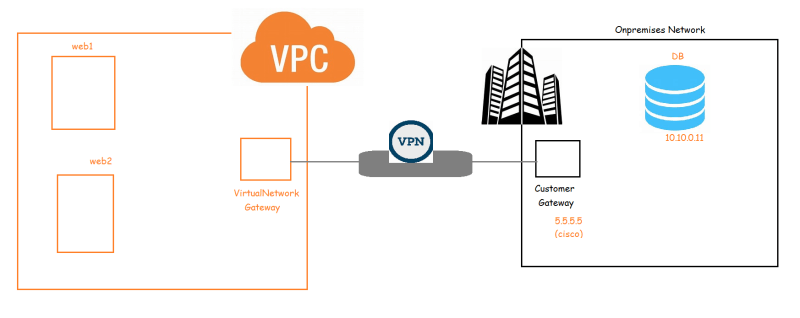 Onpremises Network
web1
VPC
DB
VPN
10.10.0.11
web2
VirtualNetwork
Gateway
Customer
Gateway
5.5.5.5
(cisco)